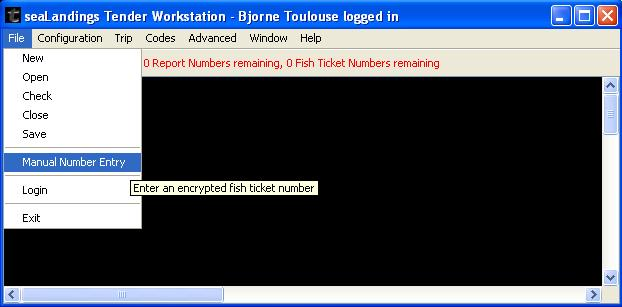 seaLandings Tender Workstation - Bjorne Toulouse logged in
File Configuration Trip Codes Advanced Window Help
0 Report Numbers remaining, 0 Fish Ticket Numbers remaining
New
Open
Check
Close
Save
Manual Number Entry
Login
Enter an encrypted fish ticket number
Exit